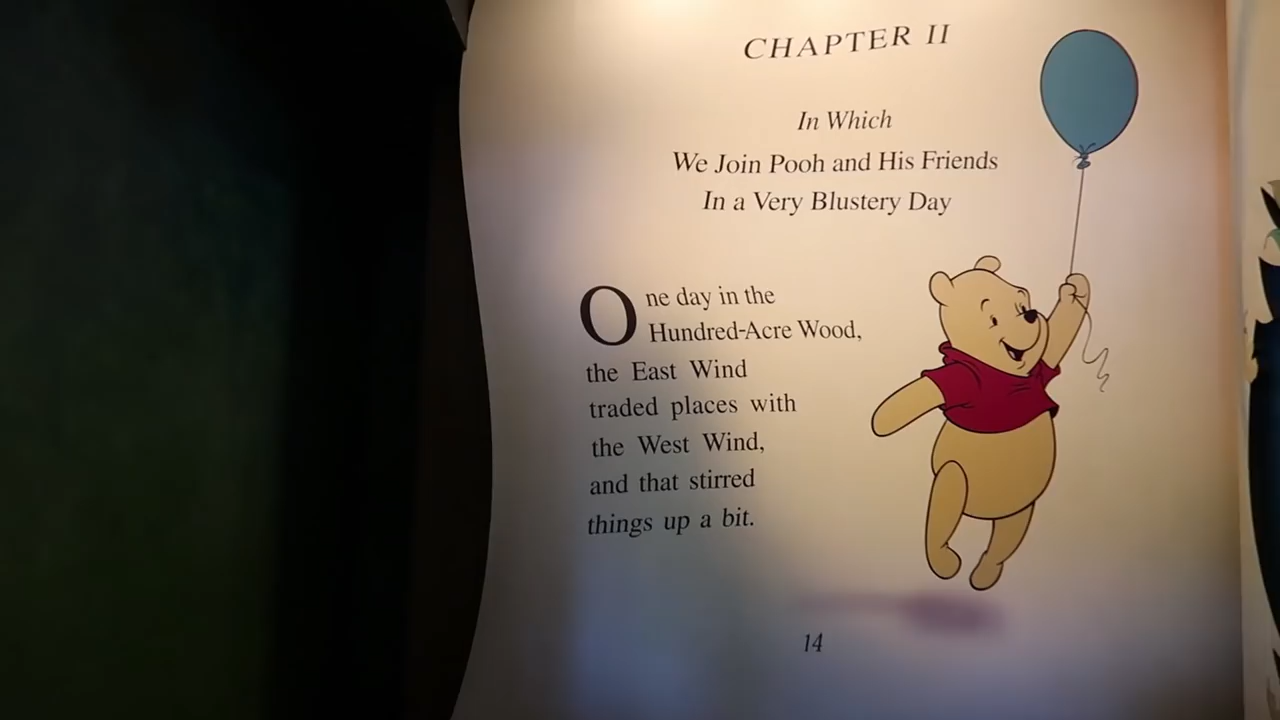 CHAPTER II
In Which
We Join Pooh and His Friends
In a Very Blustery Day
One day in the
Hundred-Acre Wood,
the East Wind
traded places with
the West Wind,
and that stirred
things up a bit.
14